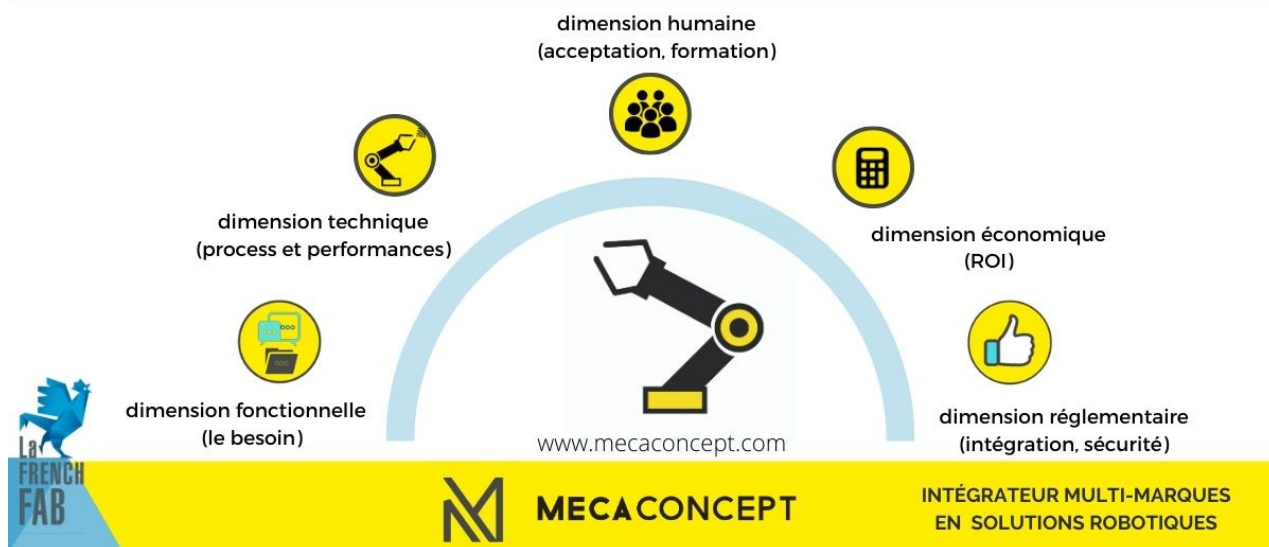 dimension humaine
(acceptation, formation)
dimension technique
(process et performances)
dimension économique
(ROI)
dimension fonctionnelle
(le besoin)
dimension réglementaire
(intégration, sécurité)
www.mecaconcept.com
La
FRENCH
FAB
MECACONCEPT
INTÉGRATEUR MULTI-MARQUES
EN SOLUTIONS ROBOTIQUES